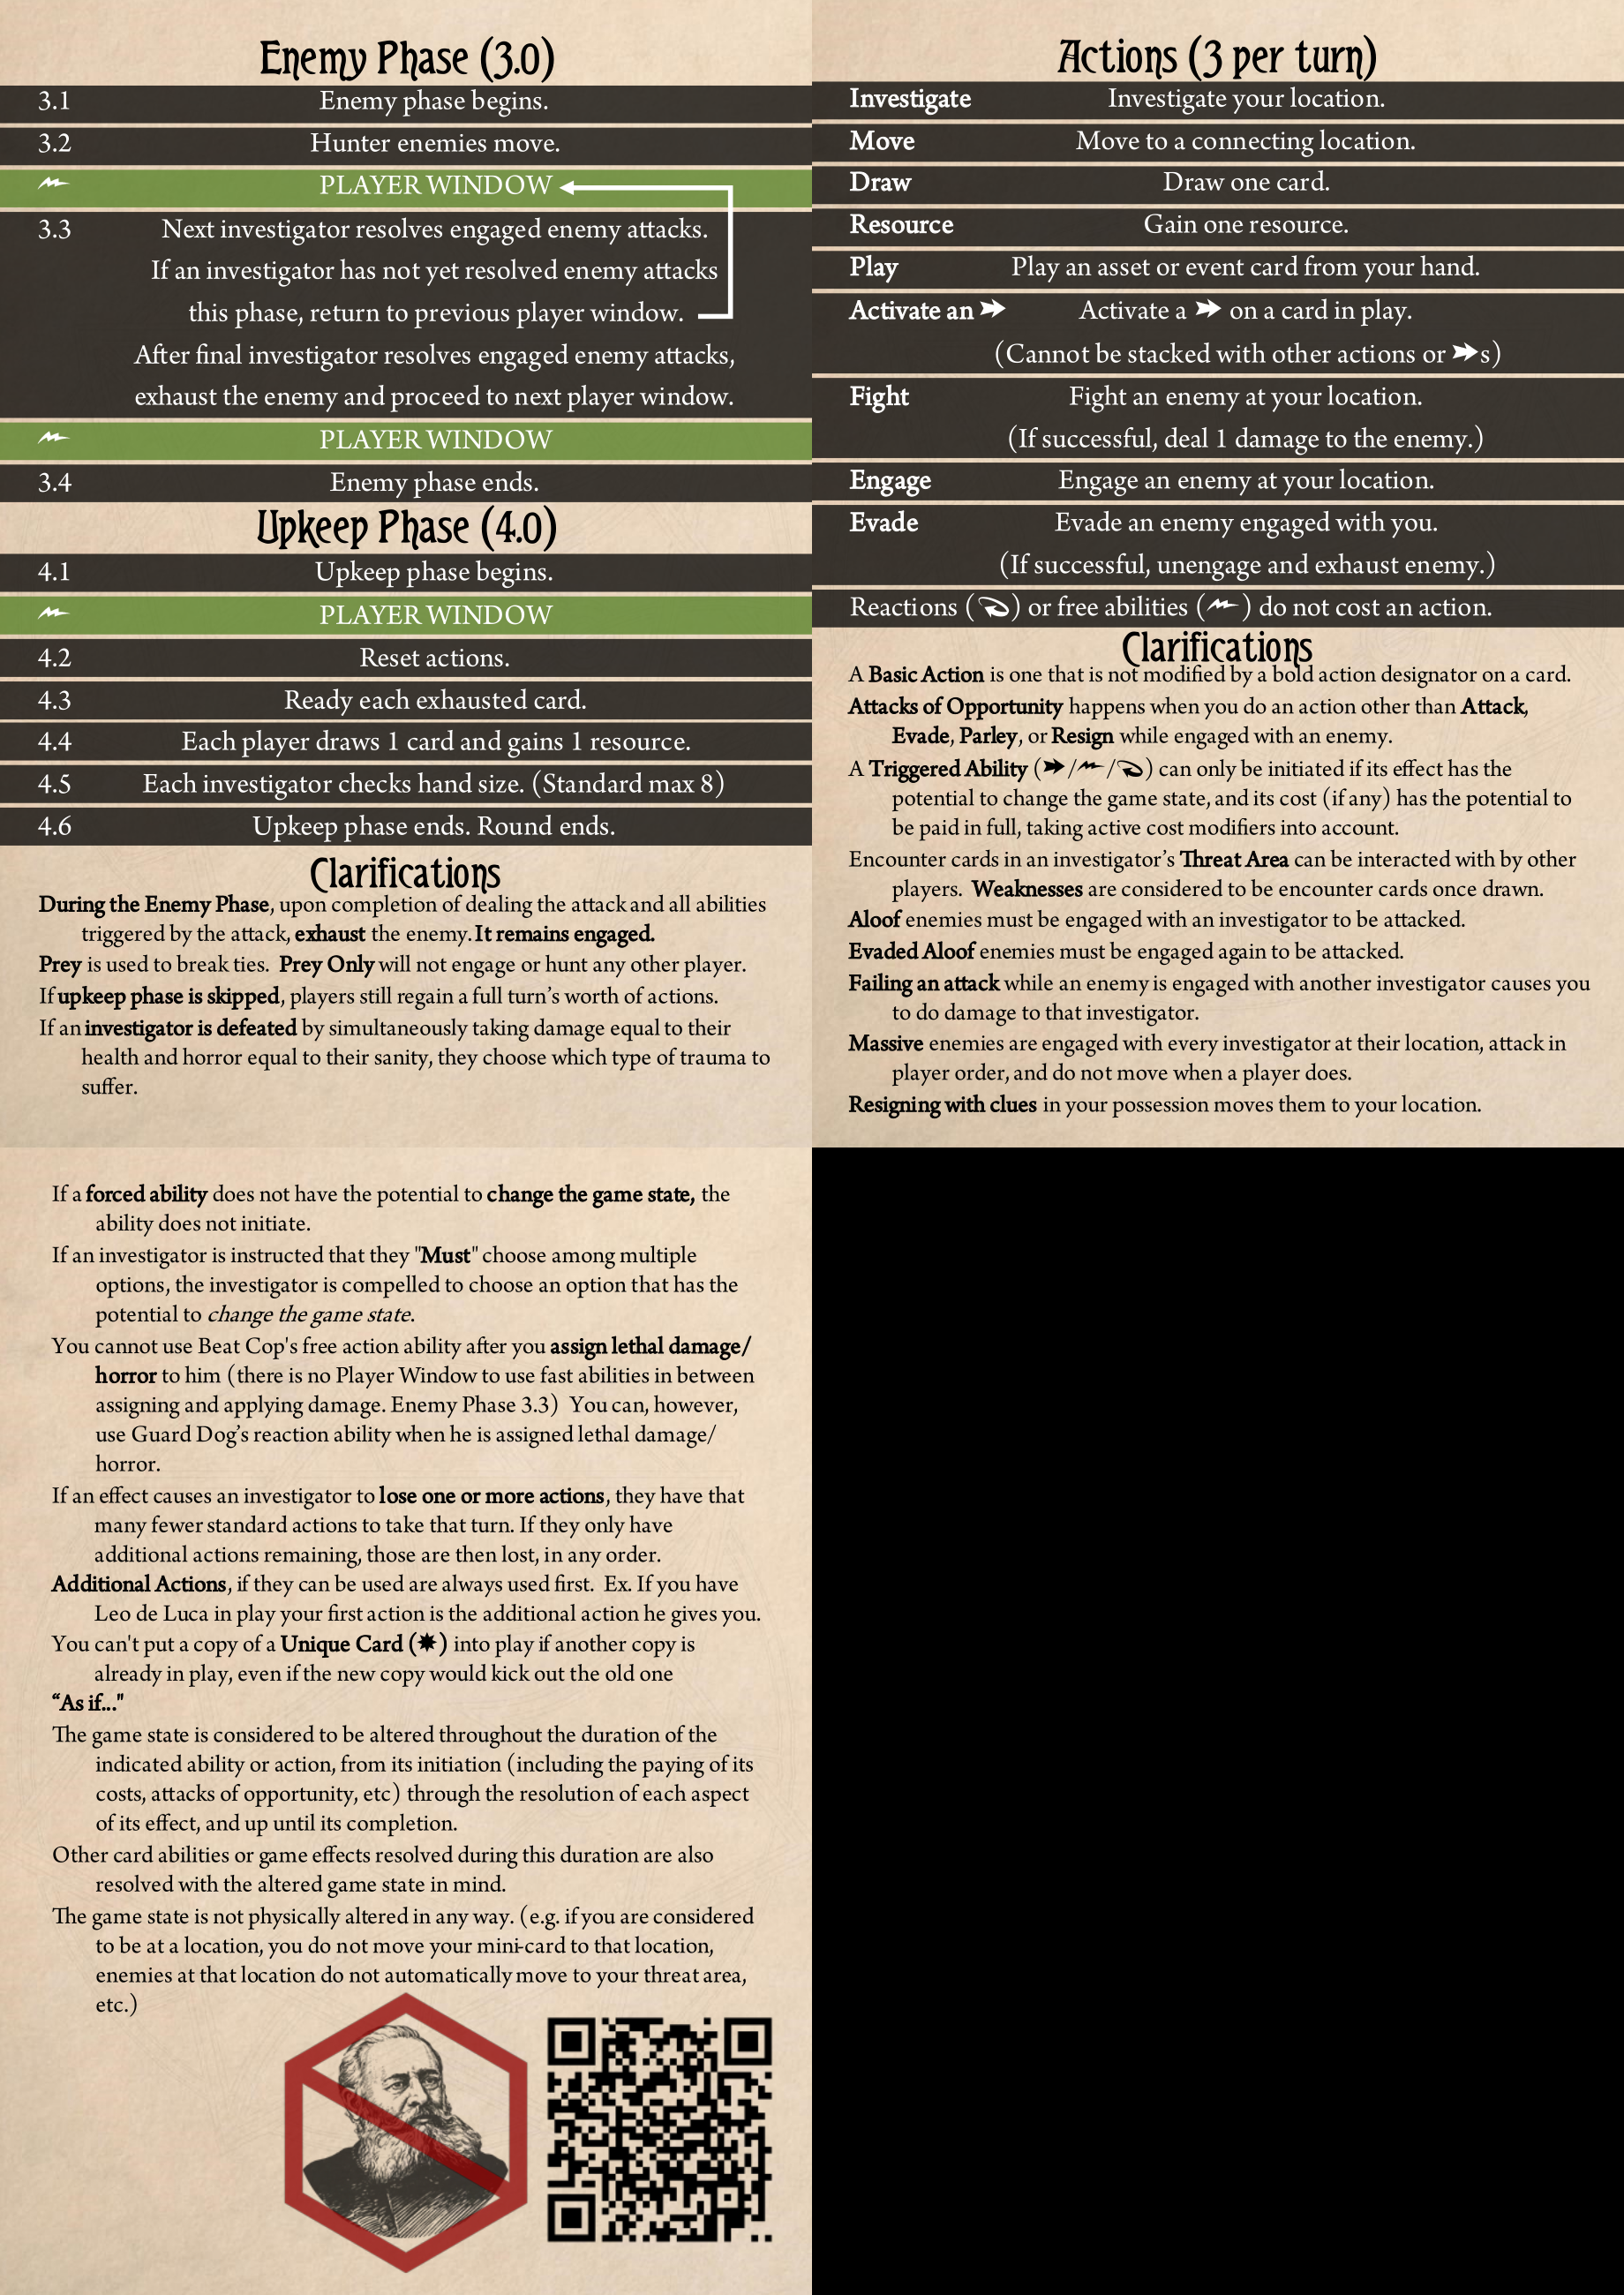 Enemy Phase (3.0)
3.1 Enemy phase begins.
3.2 Hunter enemies move.
PLAYER WINDOW
3.3 Next investigator resolves engaged enemy attacks.
If an investigator has not yet resolved enemy attacks
this phase, return to previous player window.
After final investigator resolves engaged enemy attacks,
exhaust the enemy and proceed to next player window.
PLAYER WINDOW
3.4 Enemy phase ends.
Upkeep Phase (4.0)
4.1 Upkeep phase begins.
PLAYER WINDOW
4.2 Reset actions.
4.3 Ready each exhausted card.
4.4 Each player draws 1 card and gains 1 resource.
4.5 Each investigator checks hand size. (Standard max 8)
4.6 Upkeep phase ends. Round ends.
Clarifications
During the Enemy Phase, upon completion of dealing the attack and all abilities
triggered by the attack, exhaust the enemy. It remains engaged.
Prey is used to break ties. Prey Only will not engage or hunt any other player.
If upkeep phase is skipped, players still regain a full turn's worth of actions.
If an investigator is defeated by simultaneously taking damage equal to their
health and horror equal to their sanity, they choose which type of trauma to
suffer.
Actions (3 per turn)
Investigate Investigate your location.
Move Move to a connecting location.
Draw Draw one card.
Resource Gain one resource.
Play Play an asset or event card from your hand.
Activate an Activate a on a card in play.
(Cannot be stacked with other actions or s)
Fight Fight an enemy at your location.
(If successful, deal 1 damage to the enemy.)
Engage Engage an enemy at your location.
Evade Evade an enemy engaged with you.
(If successful, unengage and exhaust enemy.)
Reactions ( ) or free abilities ( ) do not cost an action.
Clarifications
A Basic Action is one that is not modified by a bold action designator on a card.
Attacks of Opportunity happens when you do an action other than Attack,
Evade, Parley, or Resign while engaged with an enemy.
A Triggered Ability ( / / ) can only be initiated if its effect has the
potential to change the game state, and its cost (if any) has the potential to
be paid in full, taking active cost modifiers into account.
Encounter cards in an investigator's Threat Area can be interacted with by other
players. Weaknesses are considered to be encounter cards once drawn.
Aloof enemies must be engaged with an investigator to be attacked.
Evaded Aloof enemies must be engaged again to be attacked.
Failing an attack while an enemy is engaged with another investigator causes you
to do damage to that investigator.
Massive enemies are engaged with every investigator at their location, attack in
player order, and do not move when a player does.
Resigning with clues in your possession moves them to your location.
If a forced ability does not have the potential to change the game state, the
ability does not initiate.
If an investigator is instructed that they "Must" choose among multiple
options, the investigator is compelled to choose an option that has the
potential to change the game state.
You cannot use Beat Cop's free action ability after you assign lethal damage/
horror to him (there is no Player Window to use fast abilities in between
assigning and applying damage. Enemy Phase 3.3) You can, however,
use Guard Dog's reaction ability when he is assigned lethal damage/
horror.
If an effect causes an investigator to lose one or more actions, they have that
many fewer standard actions to take that turn. If they only have
additional actions remaining, those are then lost, in any order.
Additional Actions, if they can be used are always used first. Ex. If you have
Leo de Luca in play your first action is the additional action he gives you.
You can't put a copy of a Unique Card (✷) into play if another copy is
already in play, even if the new copy would kick out the old one
“As if..."
The game state is considered to be altered throughout the duration of the
indicated ability or action, from its initiation (including the paying of its
costs, attacks of opportunity, etc) through the resolution of each aspect
of its effect, and up until its completion.
Other card abilities or game effects resolved during this duration are also
resolved with the altered game state in mind.
The game state is not physically altered in any way. (e.g. if you are considered
to be at a location, you do not move your mini-card to that location,
enemies at that location do not automatically move to your threat area,
etc.)